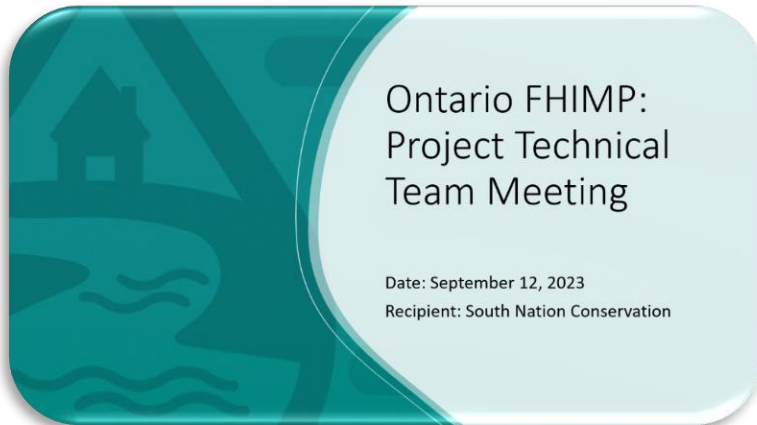 Ontario FHIMP:
Project Technical
Team Meeting
Date: September 12, 2023
Recipient: South Nation Conservation